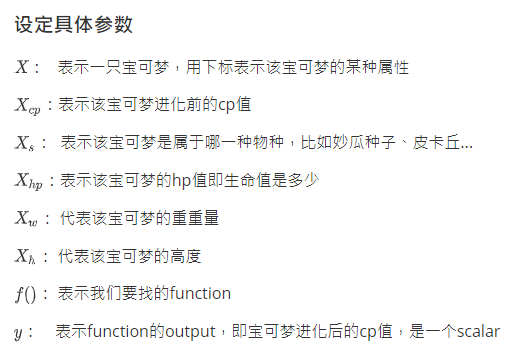 设定具体参数
X： 表示一只宝可梦，用下标表示该宝可梦的某种属性
X_{cp}：表示该宝可梦进化前的cp值
X_s： 表示该宝可梦是属于哪一种物种，比如妙瓜种子、皮卡丘...
X_{hp}：表示该宝可梦的hp值即生命值是多少
X_w： 代表该宝可梦的重重量
X_h： 代表该宝可梦的高度
f()： 表示我们要找的function
y： 表示function的output，即宝可梦进化后的cp值，是一个scalar